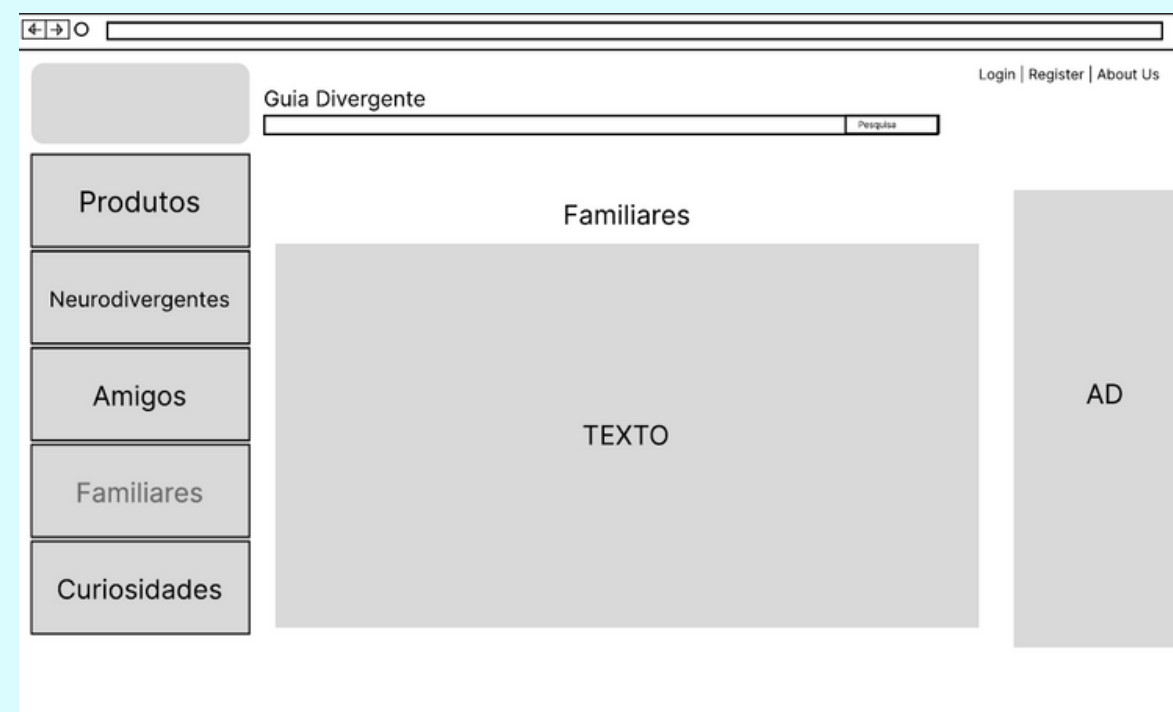 Login | Register | About Us
Guia Divergente
Pesquisa
Produtos
Neurodivergentes
Amigos
Familiares
Curiosidades
Familiares
TEXTO
AD